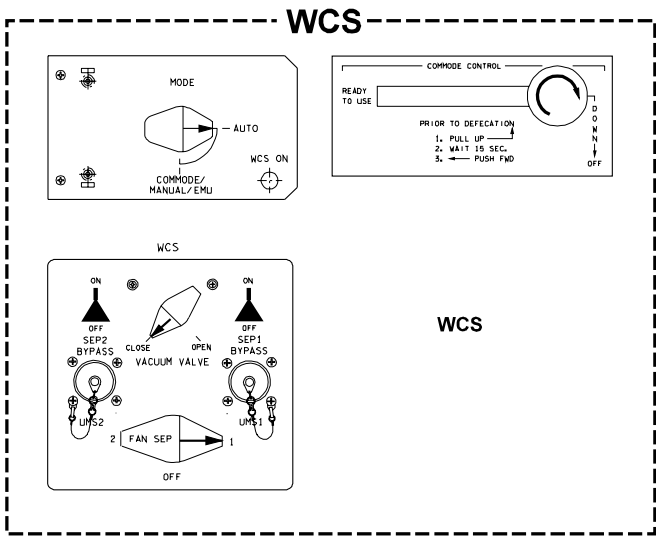 WCS
MODE
AUTO
WCS ON
COMMODE/
MANUAL/EMU
COMMODE CONTROL
READY
TO USE
PRIOR TO DEFECATION
1. PULL UP
2. WAIT 15 SEC.
3. PUSH FWD
DOWN
OFF
WCS
ON
OFF
SEP2
BYPASS
CLOSE
OPEN
VACUUM VALVE
ON
OFF
SEP1
BYPASS
UMS2
UMS1
2 FAN SEP 1
OFF
WCS